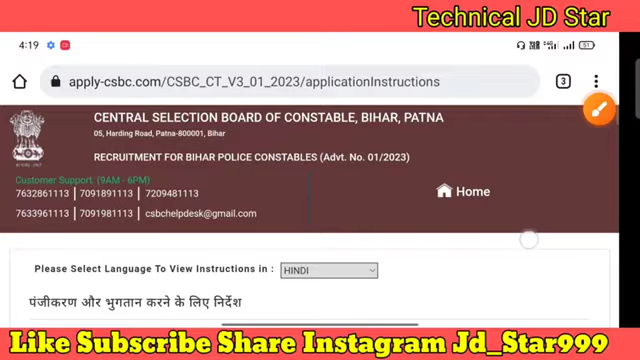 Technical JD Star
4:19
51
apply-csbc.com/CSBC_CT_V3_01_2023/applicationInstructions
3
CENTRAL SELECTION BOARD OF CONSTABLE, BIHAR, PATNA
05, Harding Road, Patna-800001, Bihar
RECRUITMENT FOR BIHAR POLICE CONSTABLES (Advt. No. 01/2023)
Customer Support. (9AM - 6PM)
7632861113 | 7091891113 | 7209481113
Home
7633961113 | 7091981113 | csbchelpdesk@gmail.com
Please Select Language To View Instructions in : HINDI
पंजीकरण और भुगतान करने के लिए निर्देश
Like Subscribe Share Instagram Jd_Star999